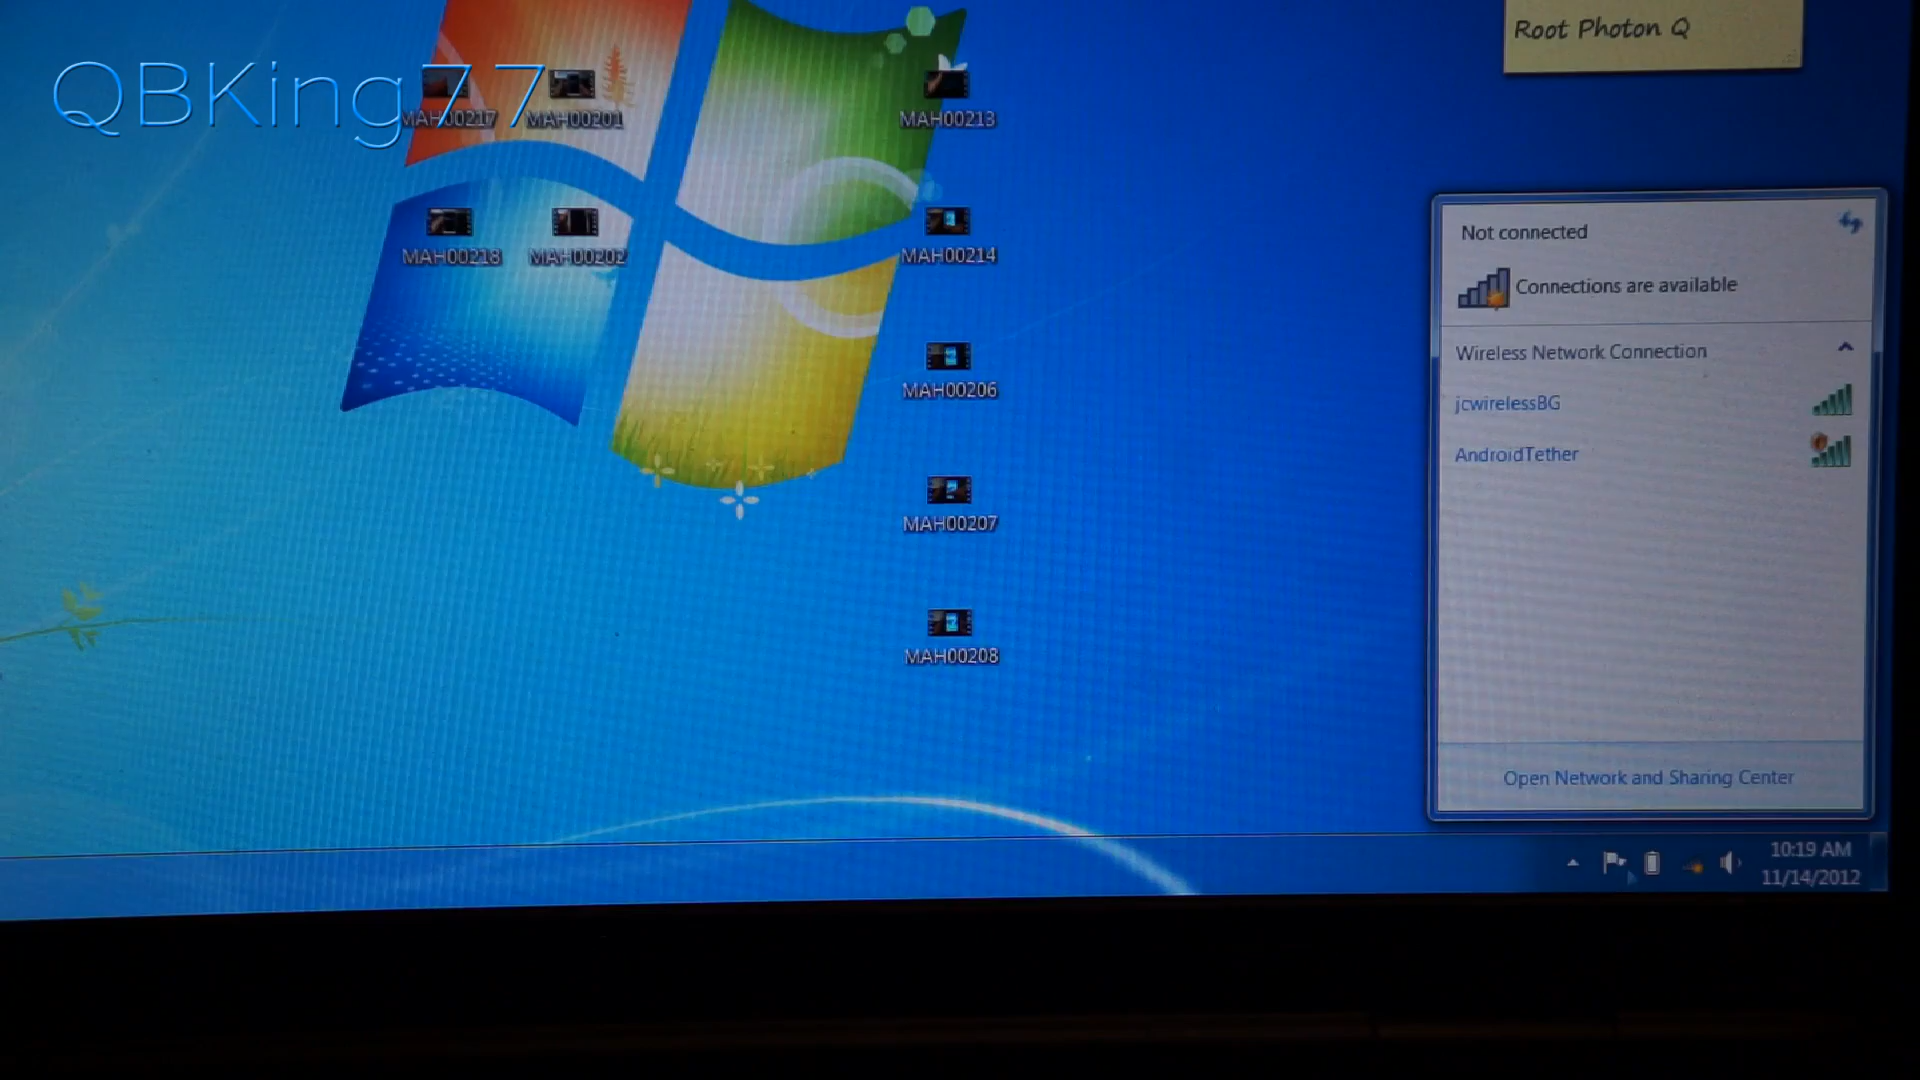 QBKing77
Root Photon Q
MAH00217
MAH00201
MAH00213
MAH00218
MAH00202
MAH00214
MAH00206
MAH00207
MAH00208
Not connected
Connections are available
Wireless Network Connection
jcwirelessBG
AndroidTether
Open Network and Sharing Center
10:19 AM
11/14/2012